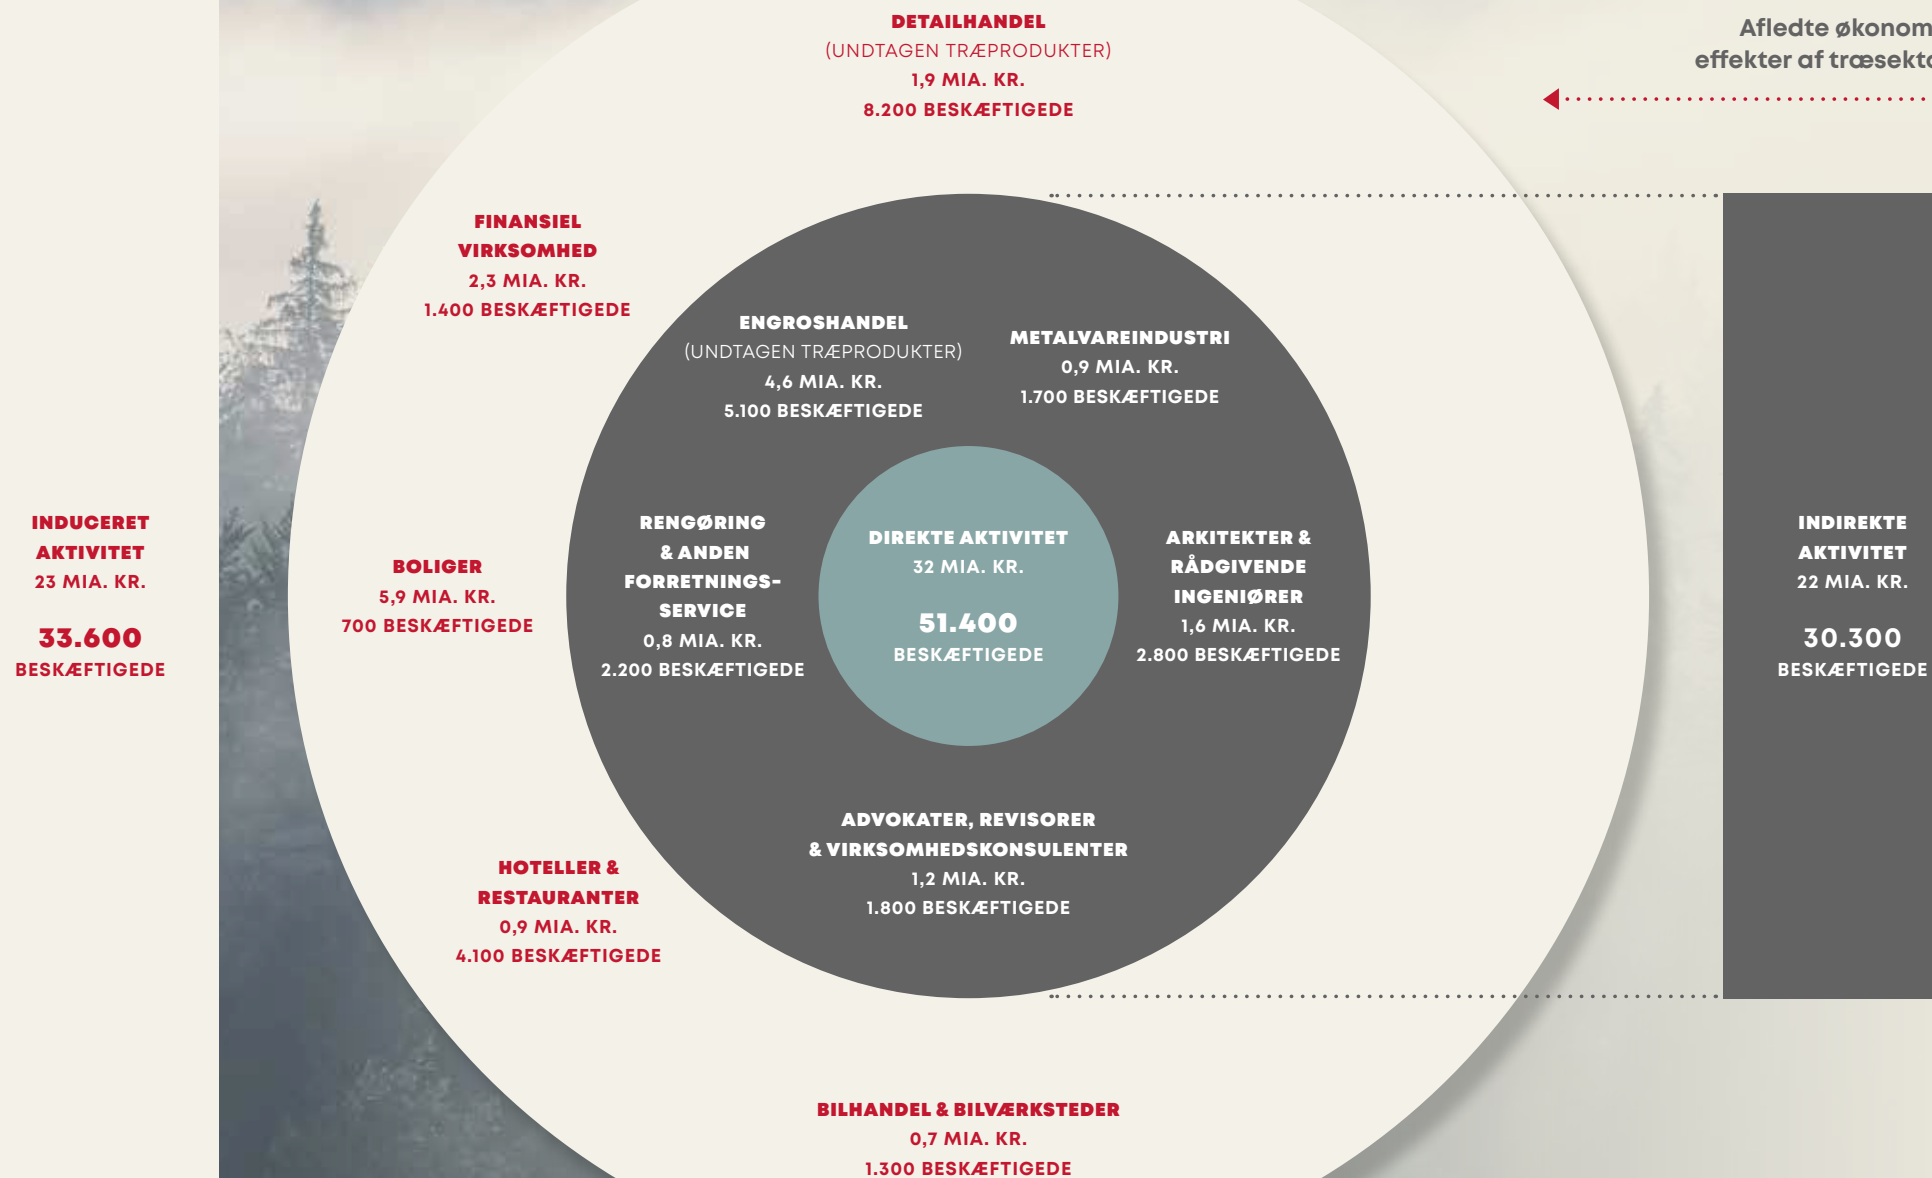 DETAILHANDEL
(UNDTAGEN TRÆPRODUKTER)
1,9 MIA. KR.
8.200 BESKÆFTIGEDE
Afledte
effekter af
FINANSIEL
VIRKSOMHED
2,3 MIA. KR.
1.400 BESKÆFTIGEDE
ENGROSHANDEL
(UNDTAGEN TRÆPRODUKTER)
4,6 MIA. KR.
5.100 BESKÆFTIGEDE
METALVAREINDUSTRI
0,9 MIA. KR.
1.700 BESKÆFTIGEDE
INDUCERET
AKTIVITET
23 MIA. KR.
33.600
BESKÆFTIGEDE
BOLIGER
5,9 MIA. KR.
700 BESKÆFTIGEDE
RENGØRING
& ANDEN
FORRETNINGS-
SERVICE
0,8 MIA. KR.
2.200 BESKÆFTIGEDE
DIREKTE AKTIVITET
32 MIA. KR.
51.400
BESKÆFTIGEDE
ARKITEKTER &
RÅDGIVENDE
INGENIØRER
1,6 MIA. KR.
2.800 BESKÆFTIGEDE
INDIREKTE
AKTIVITET
22 MIA. KR.
30.300
BESKÆFTIGEDE
ADVOKATER, REVISORER
& VIRKSOMHEDSKONSULENTER
1,2 MIA. KR.
1.800 BESKÆFTIGEDE
HOTELLER &
RESTAURANTER
0,9 MIA. KR.
4.100 BESKÆFTIGEDE
BILHANDEL & BILVÆRKSTEDER
0,7 MIA. KR.
1.300 BESKÆFTIGEDE